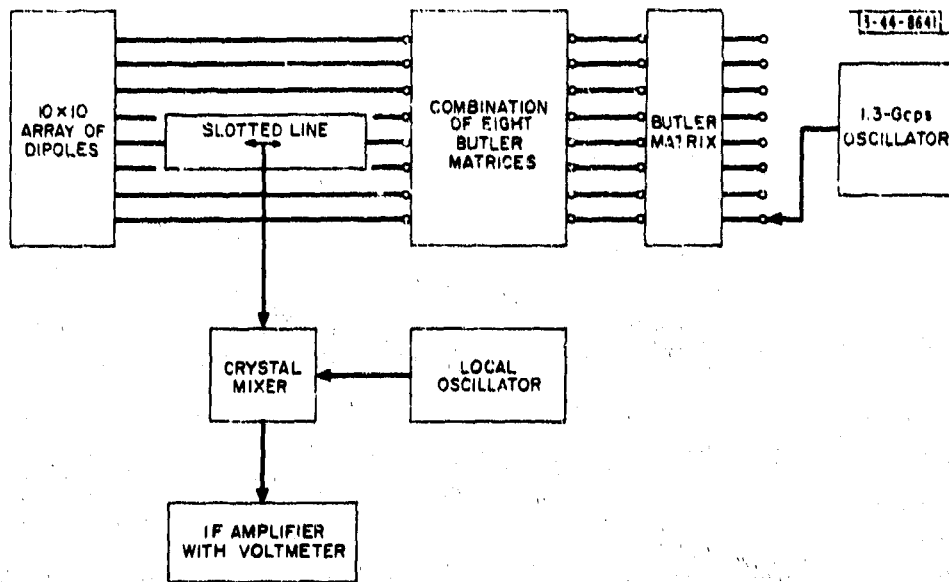 3-44-8641
10 × 10
ARRAY OF
DIPOLES
SLOTTED LINE
COMBINATION
OF EIGHT
BUTLER
MATRICES
BUTLER
MATRIX
1.3-Gcps
OSCILLATOR
CRYSTAL
MIXER
LOCAL
OSCILLATOR
IF AMPLIFIER
WITH VOLTMETER